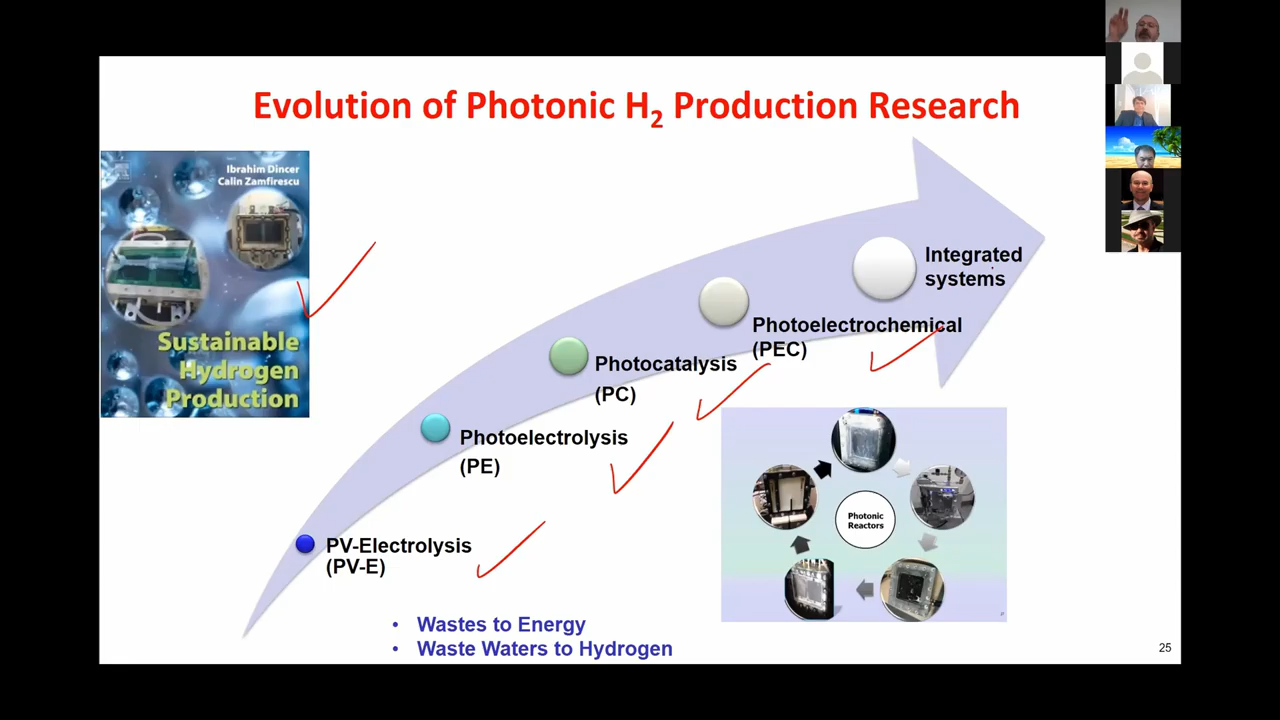 Evolution of Photonic H2 Production Research
Ibrahim Dincer
Calin Zamfirescu
Sustainable
Hydrogen
Production
Integrated
systems
Photoelectrochemical
(PEC)
Photocatalysis
(PC)
Photoelectrolysis
(PE)
PV-Electrolysis
(PV-E)
Photonic
Reactors
• Wastes to Energy
• Waste Waters to Hydrogen
25